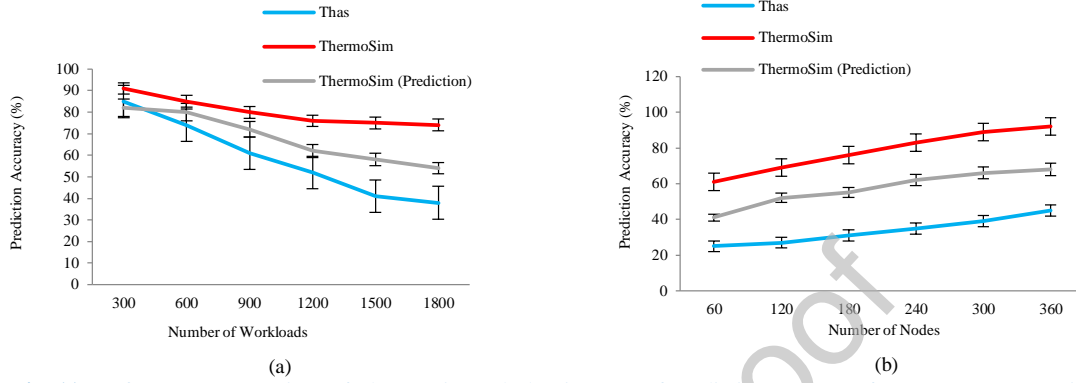 Thas
ThermoSim
ThermoSim (Prediction)
Prediction Accuracy (%)
100
90
80
70
60
50
40
30
20
10
0
300 600 900 1200 1500 1800
Number of Workloads
(a)
Thas
ThermoSim
ThermoSim (Prediction)
Prediction Accuracy (%)
120
100
80
60
40
20
0
60 120 180 240 300 360
Number of Nodes
(b)
oof